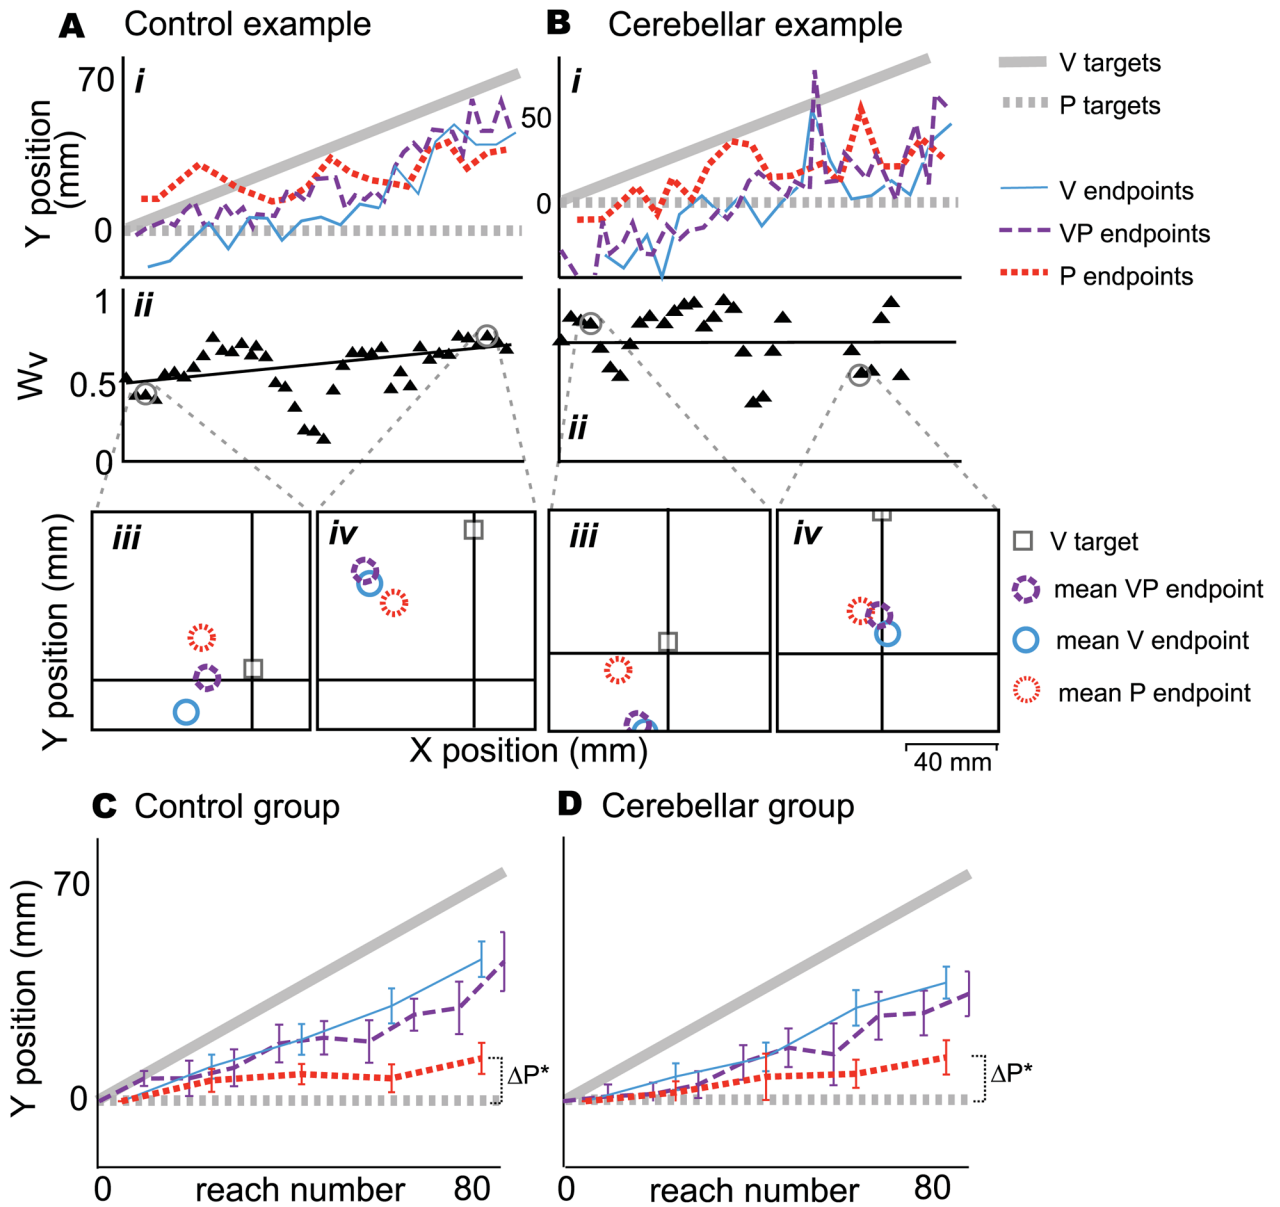 A Control example
B Cerebellar example
i
i
70
0
Y position
(mm)
50
0
V targets
P targets
V endpoints
VP endpoints
P endpoints
ii
ii
1
0.5
0
Wv
iii
iv
iii
iv
Y position (mm)
X position (mm)
40 mm
V target
mean VP endpoint
mean V endpoint
mean P endpoint
C Control group
D Cerebellar group
70
0
Y position (mm)
ΔP*
ΔP*
0 reach number 80
0 reach number 80